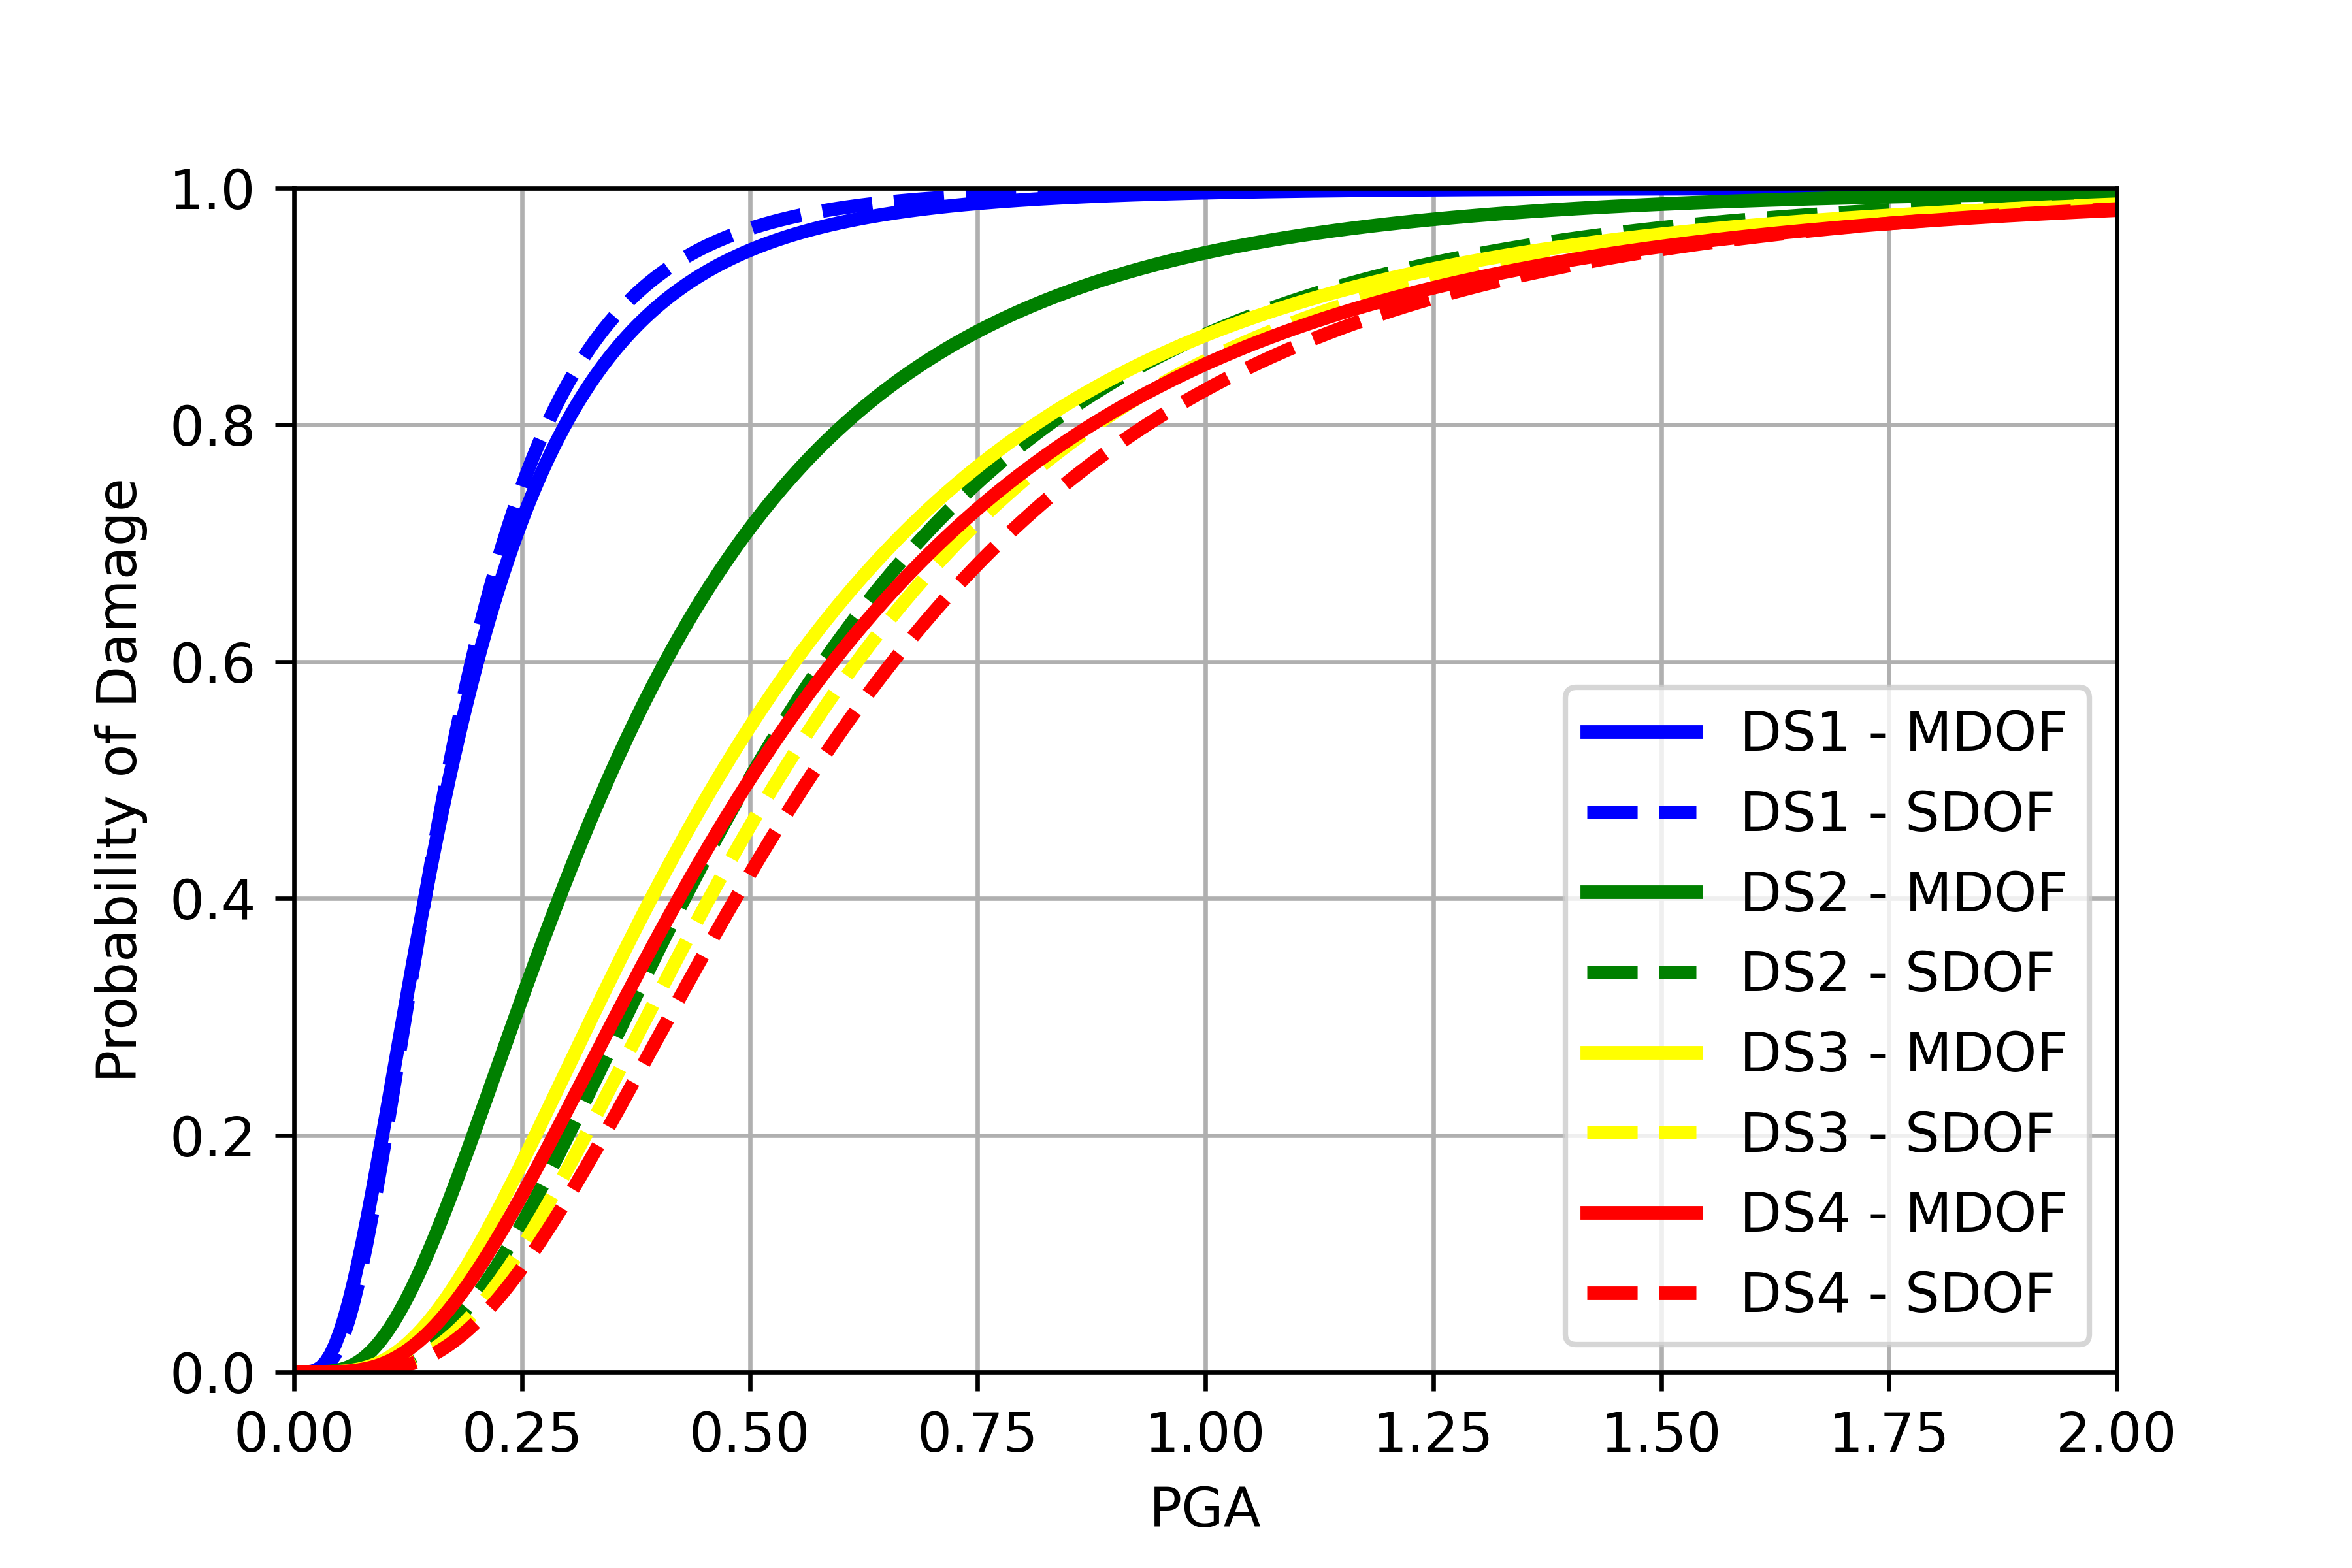 1.0
0.8
0.6
0.4
0.2
0.0
Probability of Damage
0.00 0.25 0.50 0.75 1.00 1.25 1.50 1.75 2.00
PGA
DS1 - MDOF
DS1 - SDOF
DS2 - MDOF
DS2 - SDOF
DS3 - MDOF
DS3 - SDOF
DS4 - MDOF
DS4 - SDOF